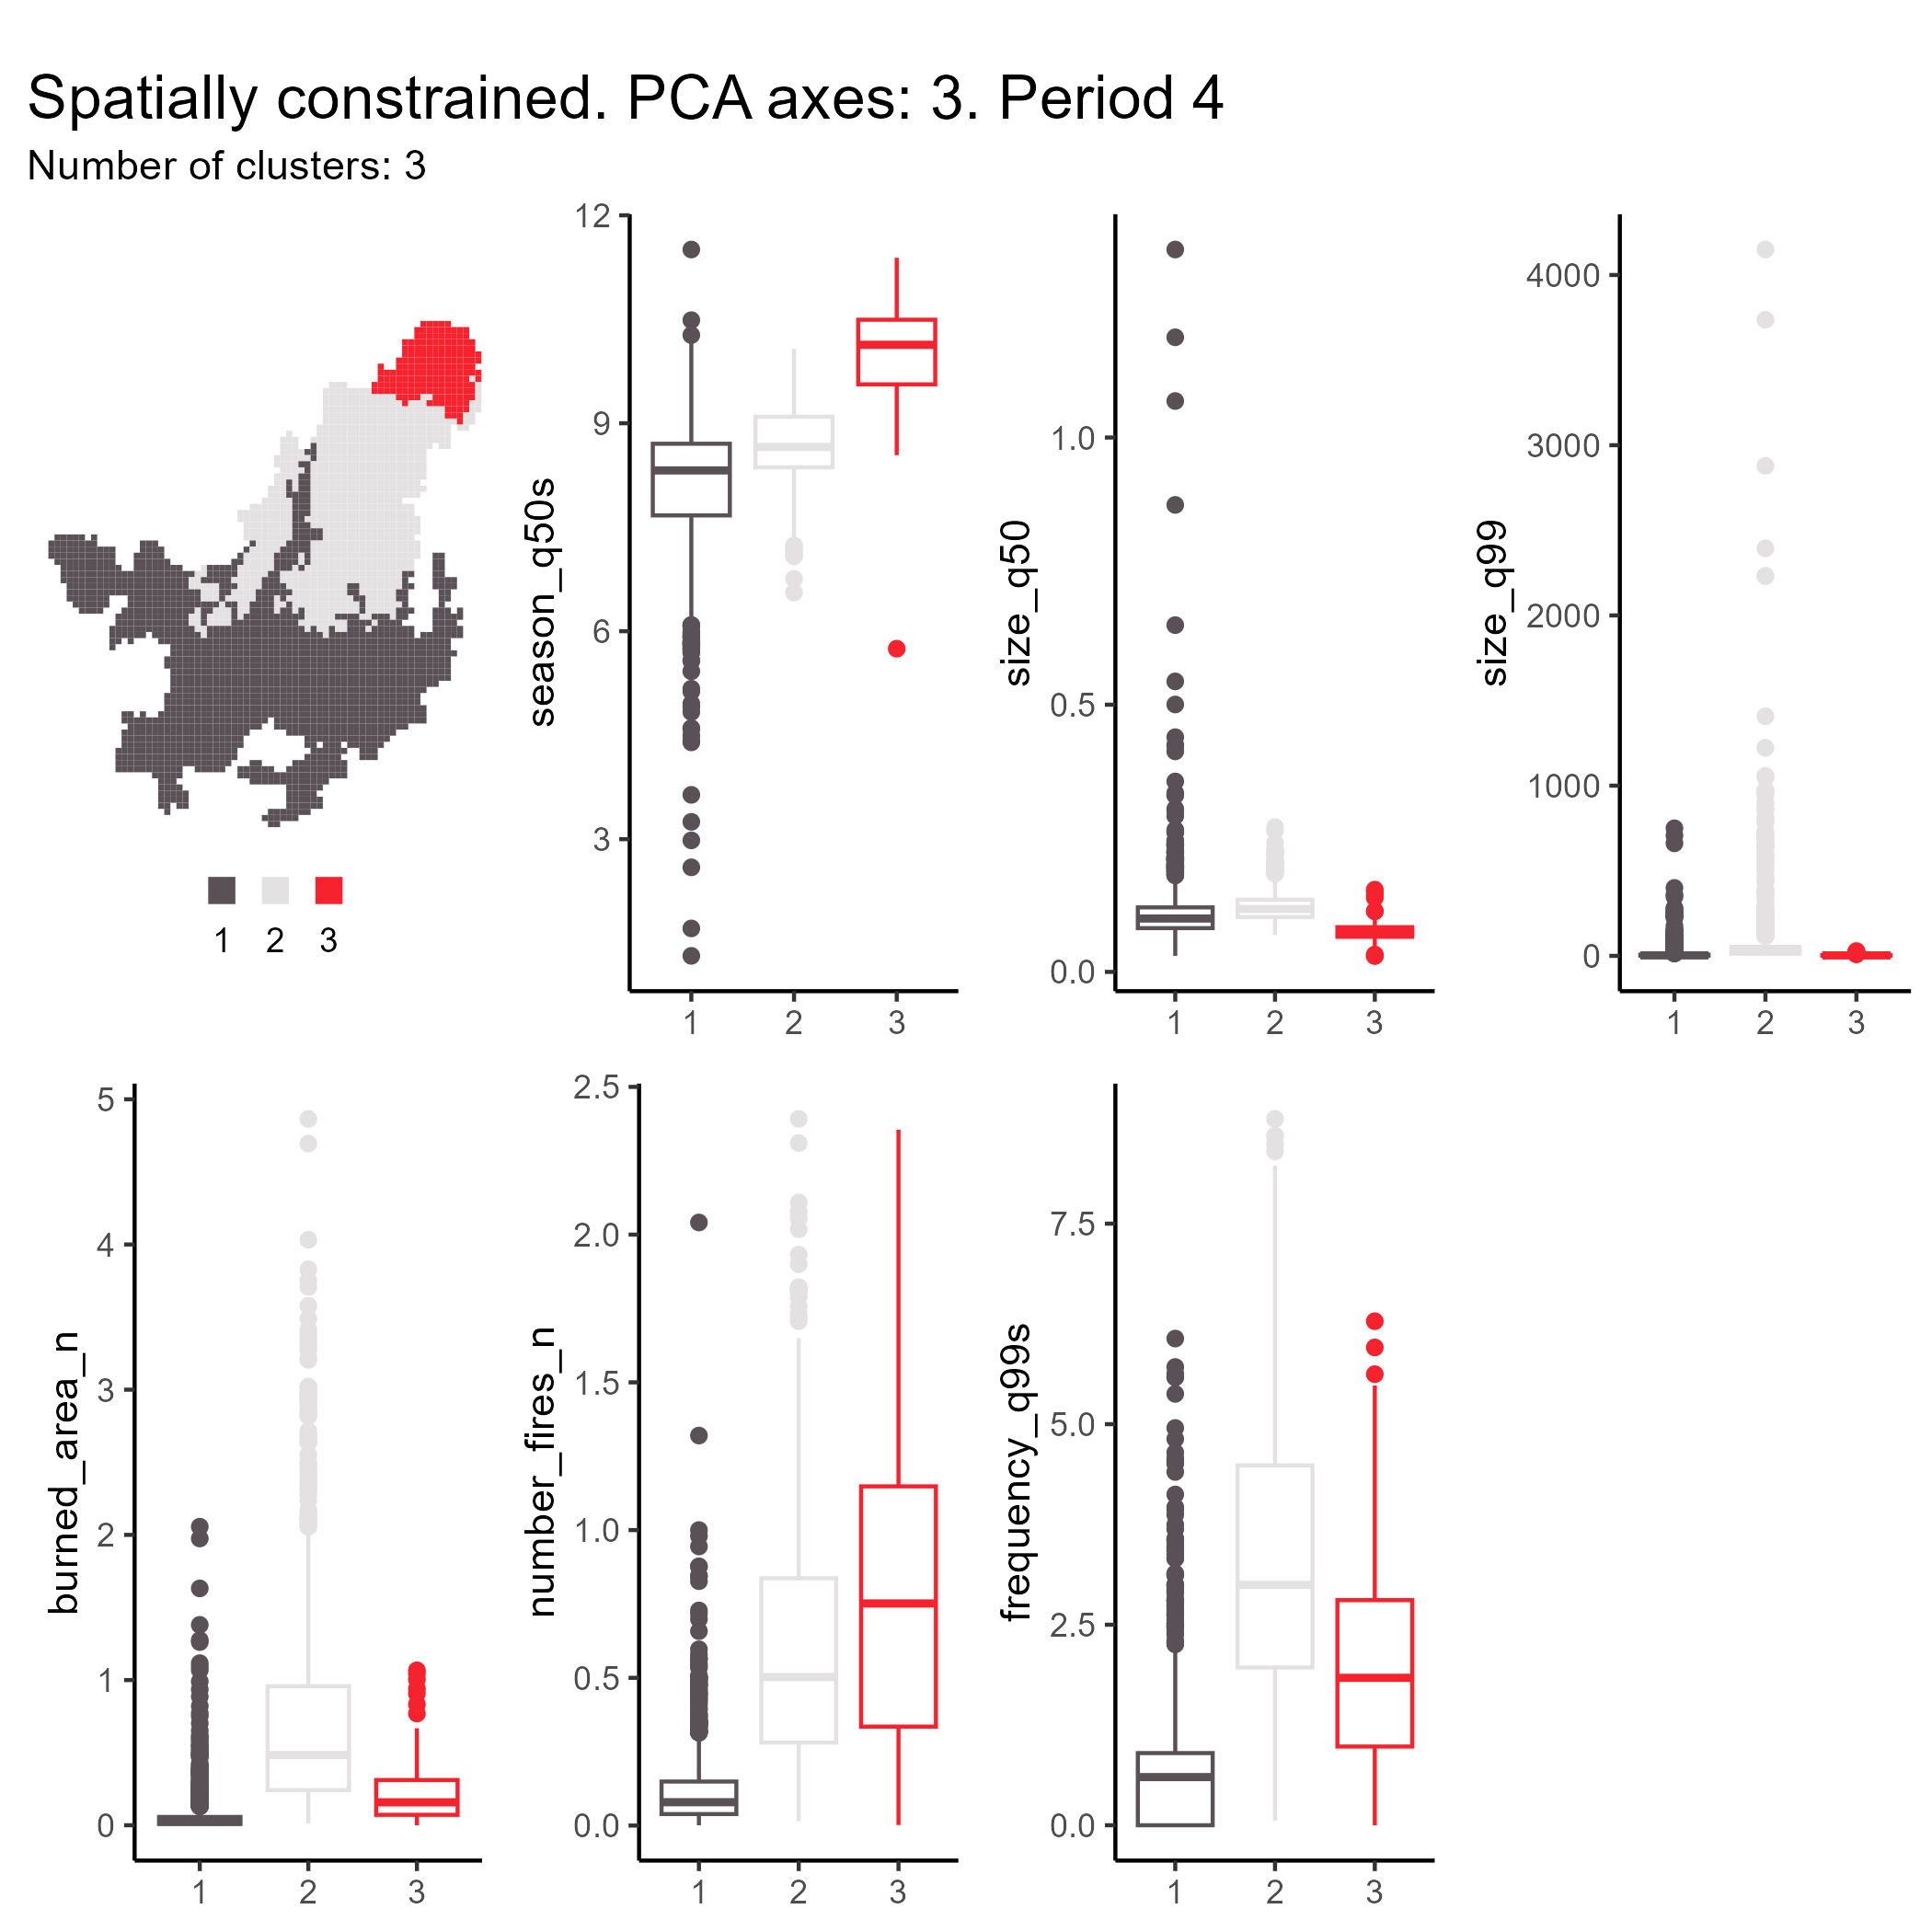 Spatially constrained. PCA axes: 3. Period 4
Number of clusters: 3
1 2 3
season_q50s
12
9
6
3
1 2 3
size_q50
1.0
0.5
0.0
1 2 3
size_q99
4000
3000
2000
1000
0
1 2 3
burned_area_n
5
4
3
2
1
0
1 2 3
number_fires_n
2.5
2.0
1.5
1.0
0.5
0.0
1 2 3
frequency_q99s
7.5
5.0
2.5
0.0
1 2 3